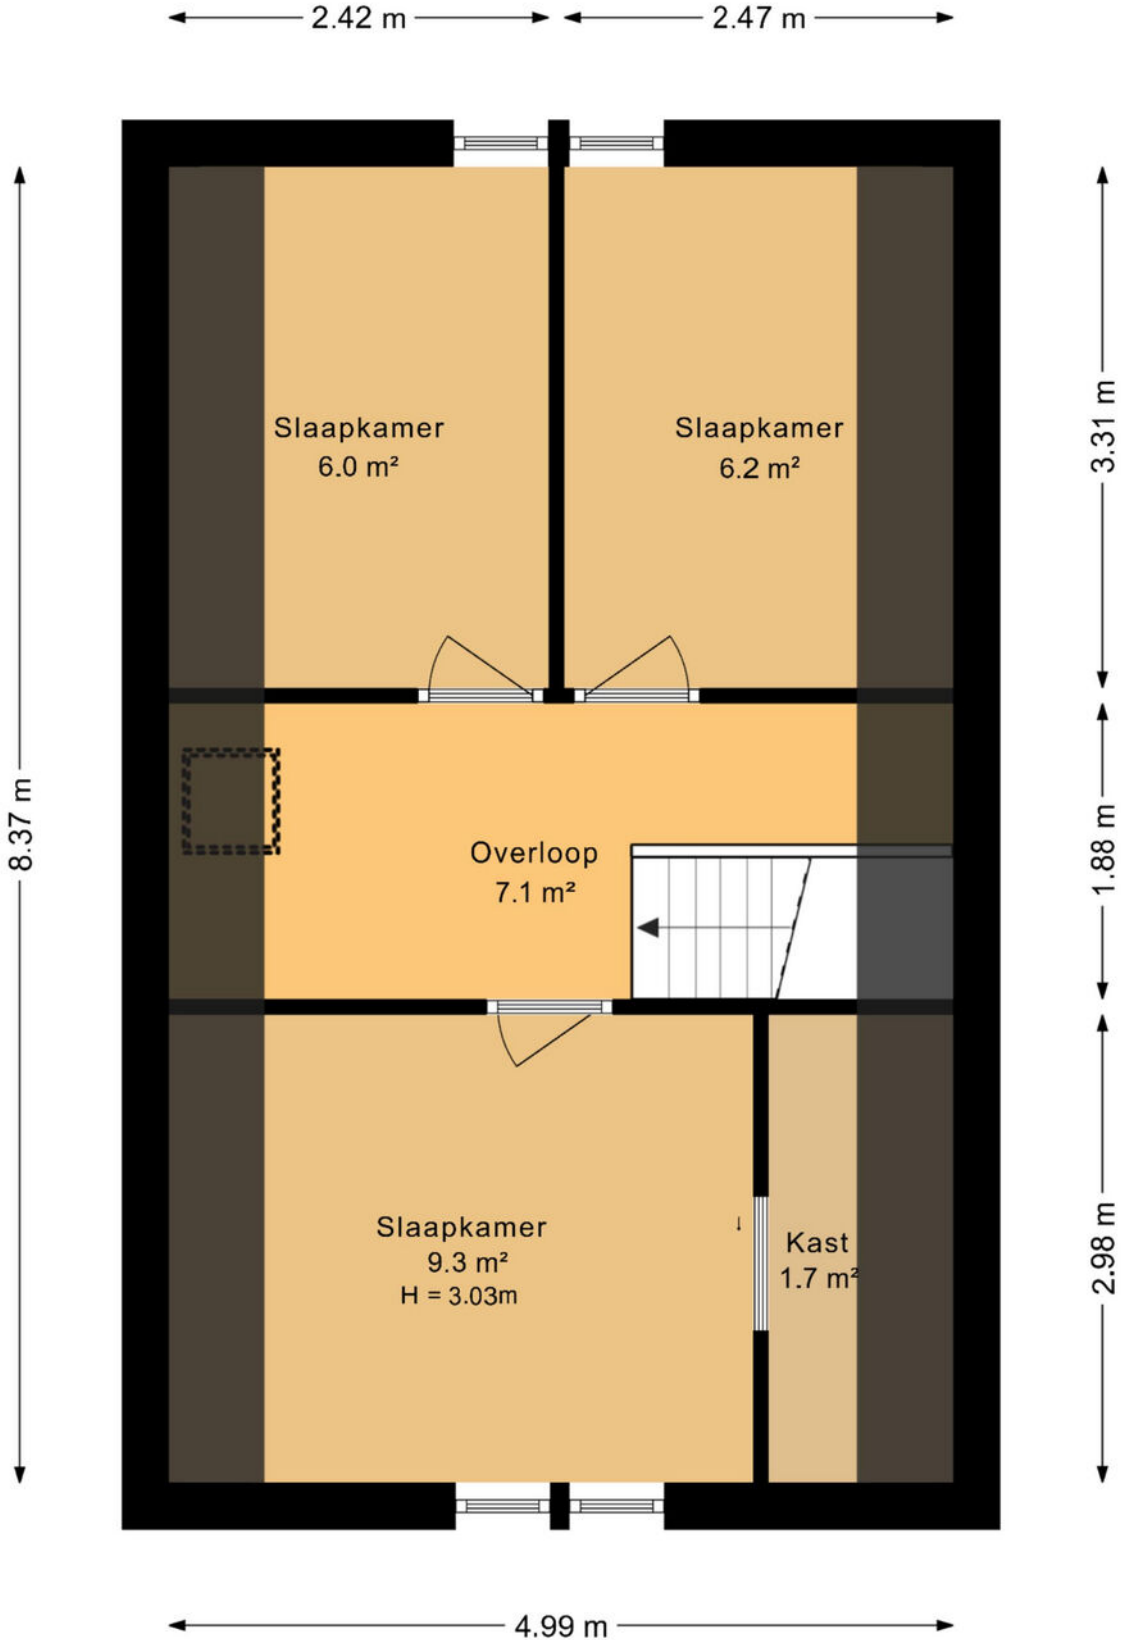 2.42 m
2.47 m
Slaapkamer
6.0 m²
Slaapkamer
6.2 m²
3.31 m
8.37 m
Overloop
7.1 m²
1.88 m
Slaapkamer
9.3 m²
H = 3.03m
Kast
1.7 m²
2.98 m
4.99 m